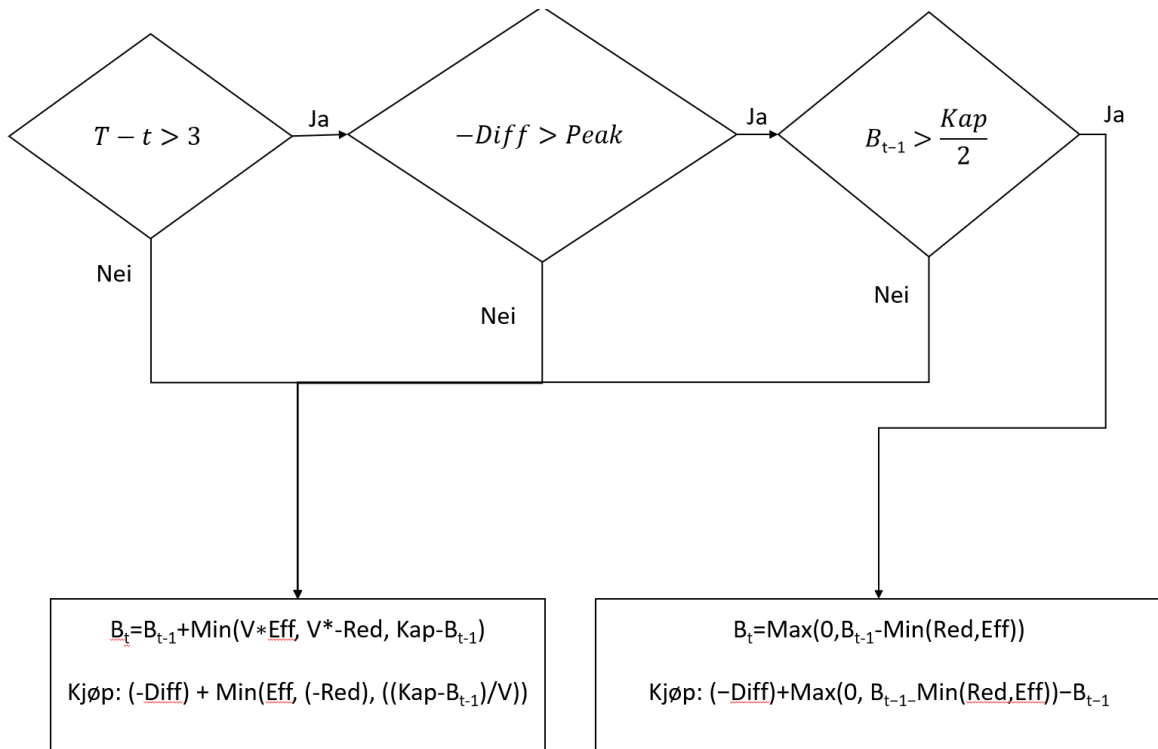 T − t > 3
Ja
−Diff > Peak
Ja
B_{t−1} > Kap/2
Ja
Nei
Nei
Nei
B_t=B_{t-1}+Min(V*Eff, V*-Red, Kap-B_{t-1})
Kjøp: (-Diff) + Min(Eff, (-Red), ((Kap-B_{t-1})/V))
B_t=Max(0,B_{t-1}-Min(Red,Eff))
Kjøp: (−Diff)+Max(0, B_{t−1−}Min(Red,Eff))−B_{t−1}